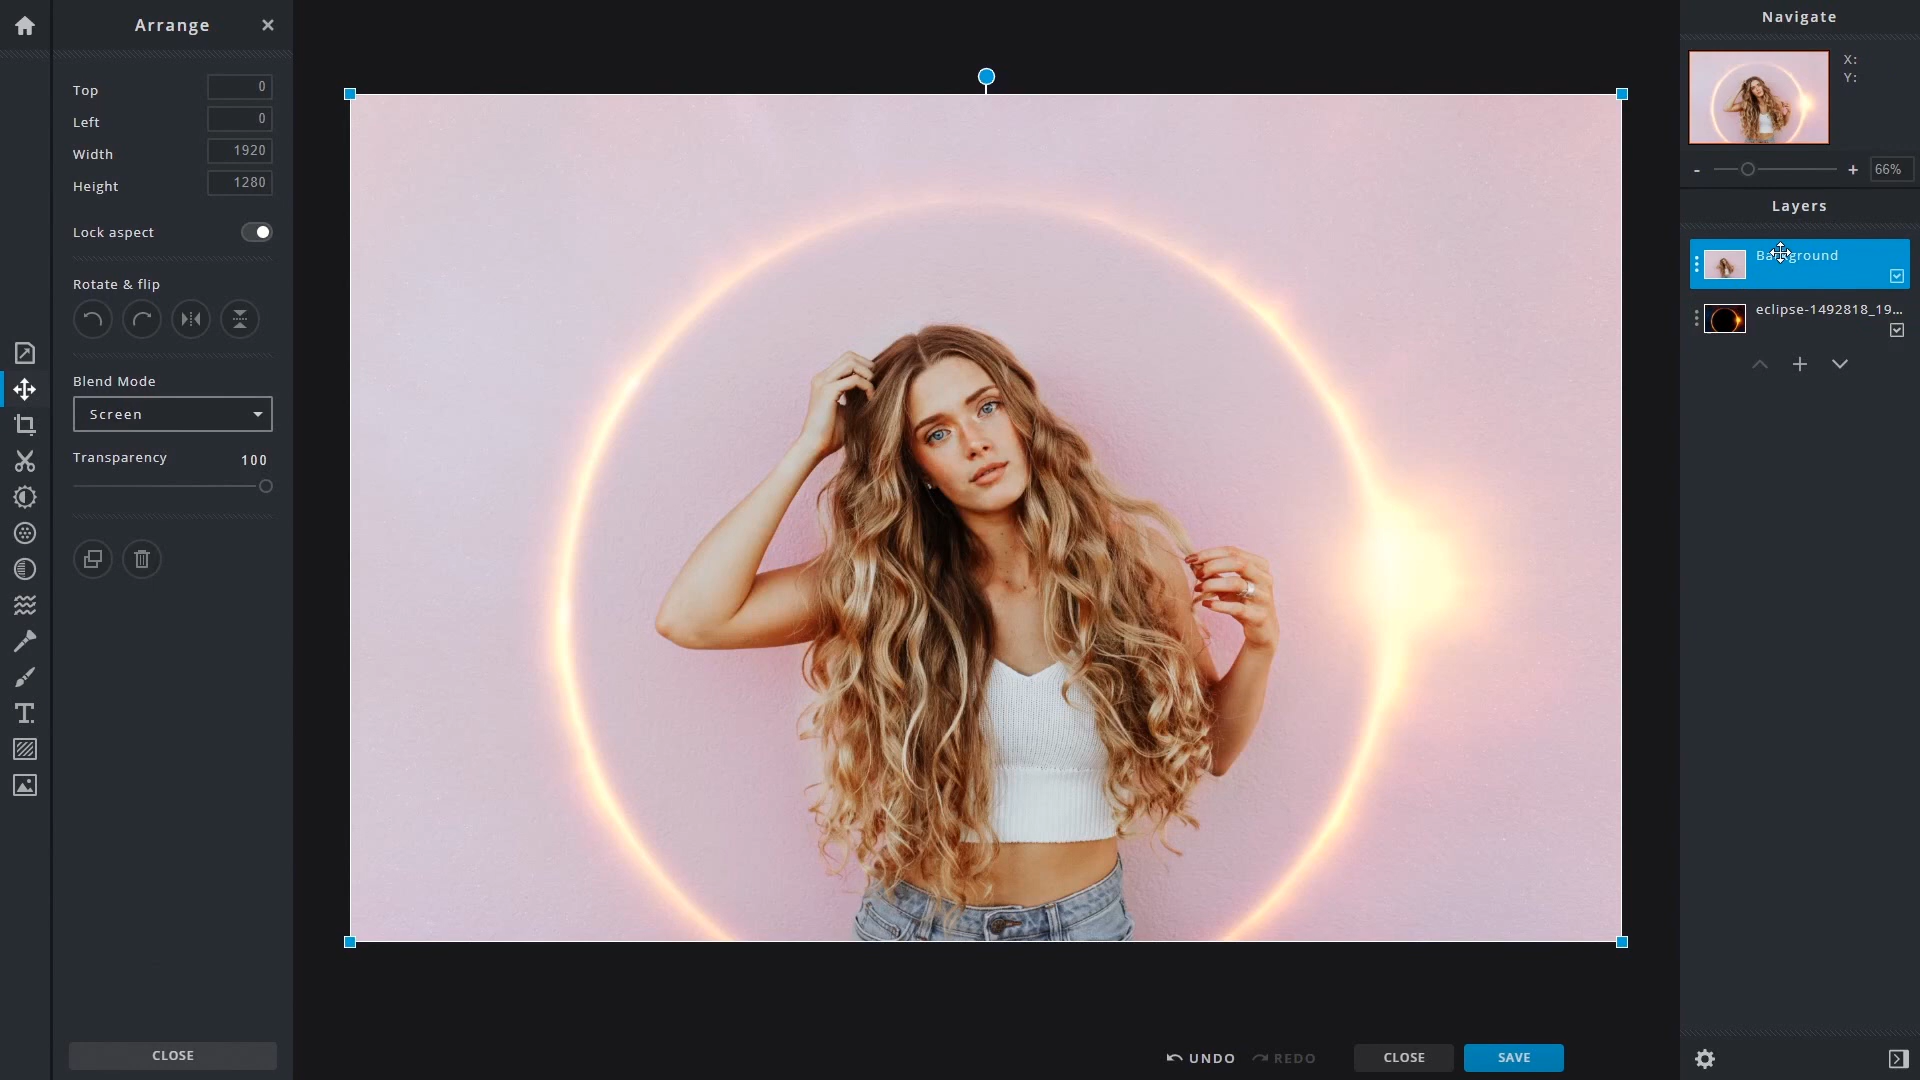 Arrange
Top 0
Left 0
Width 1920
Height 1280
Lock aspect
Rotate & flip
Blend Mode
Screen
Transparency 100
CLOSE
UNDO REDO CLOSE SAVE
Navigate
X:
Y:
- + 66%
Layers
Background
eclipse-1492818_19...